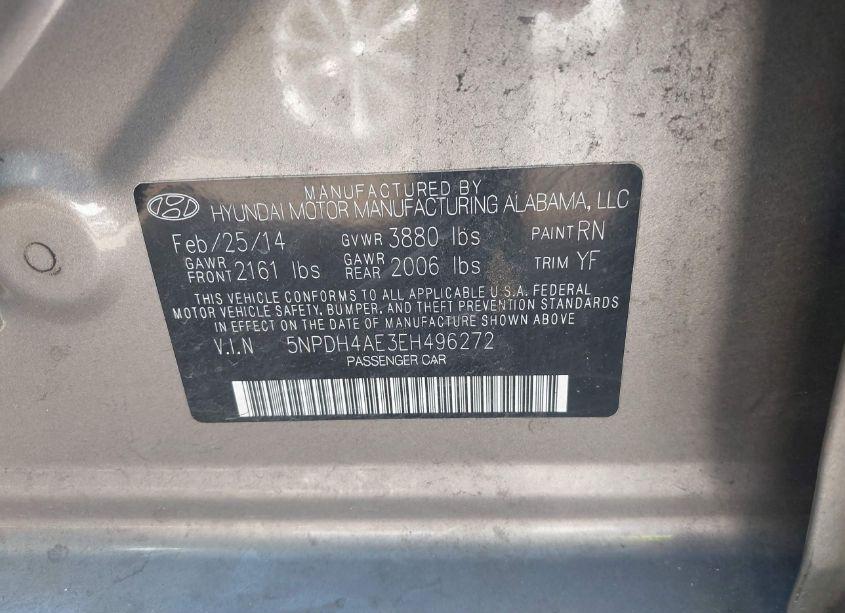 MANUFACTURED BY
HYUNDAI MOTOR MANUFACTURING ALABAMA, LLC
Feb/25/14 GVWR 3880 lbs PAINT RN
GAWR FRONT 2161 lbs GAWR REAR 2006 lbs TRIM YF
THIS VEHICLE CONFORMS TO ALL APPLICABLE U.S.A. FEDERAL
MOTOR VEHICLE SAFETY, BUMPER, AND THEFT PREVENTION STANDARDS
IN EFFECT ON THE DATE OF MANUFACTURE SHOWN ABOVE
V.I.N 5NPDH4AE3EH496272
PASSENGER CAR